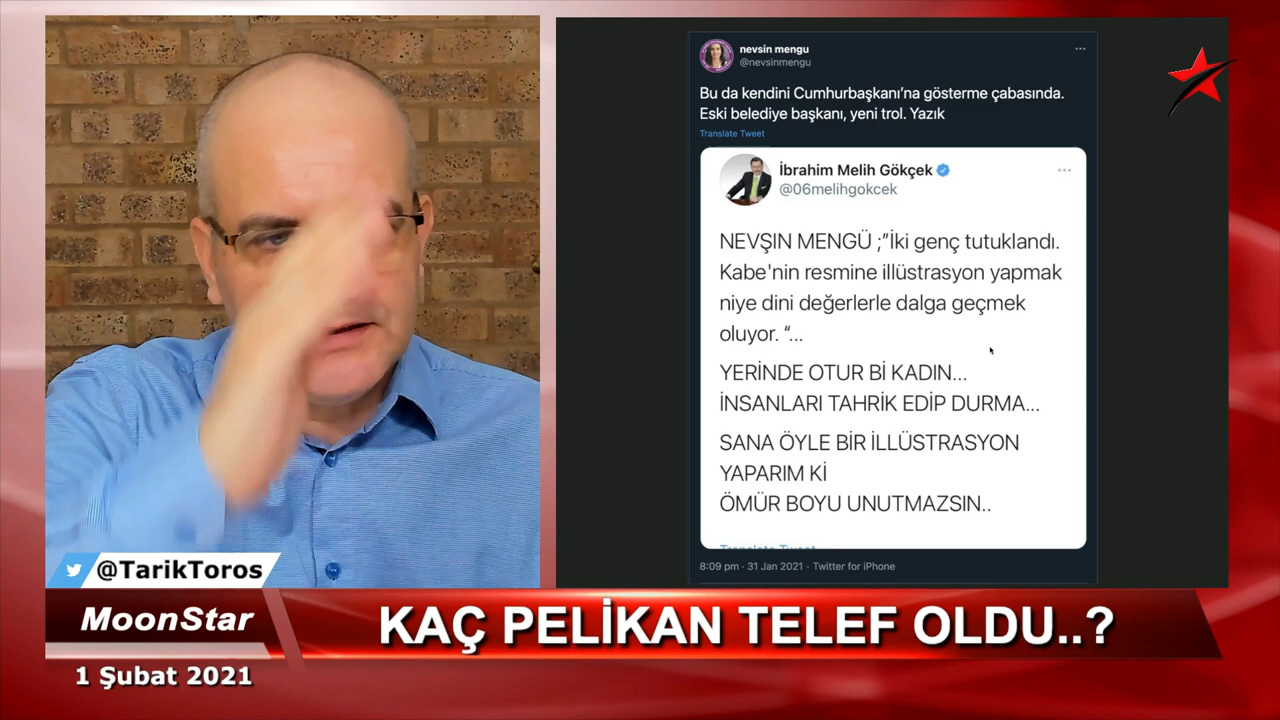 nevsin mengu
@nevsinmengu
Bu da kendini Cumhurbaşkanı'na gösterme çabasında.
Eski belediye başkanı, yeni trol. Yazık
Translate Tweet
İbrahim Melih Gökçek
@06melihgokcek
NEVŞIN MENGÜ ;"İki genç tutuklandı.
Kabe'nin resmine illüstrasyon yapmak
niye dini değerlerle dalga geçmek
oluyor. “...
YERİNDE OTUR Bİ KADIN...
İNSANLARI TAHRİK EDİP DURMA...
SANA ÖYLE BİR İLLÜSTRASYON
YAPARIM Kİ
ÖMÜR BOYU UNUTMAZSIN..
Translate Tweet
8:09 pm · 31 Jan 2021 · Twitter for iPhone
@TarikToros
MoonStar
KAÇ PELİKAN TELEF OLDU..?
1 Şubat 2021